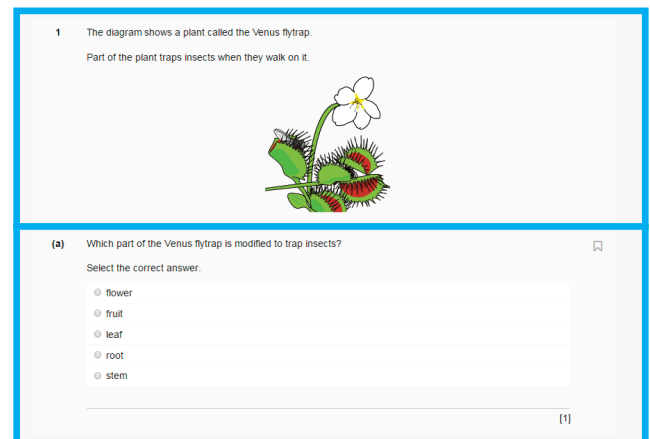 1 The diagram shows a plant called the Venus flytrap.
Part of the plant traps insects when they walk on it.
(a) Which part of the Venus flytrap is modified to trap insects?
Select the correct answer.
flower
fruit
leaf
root
stem
[1]